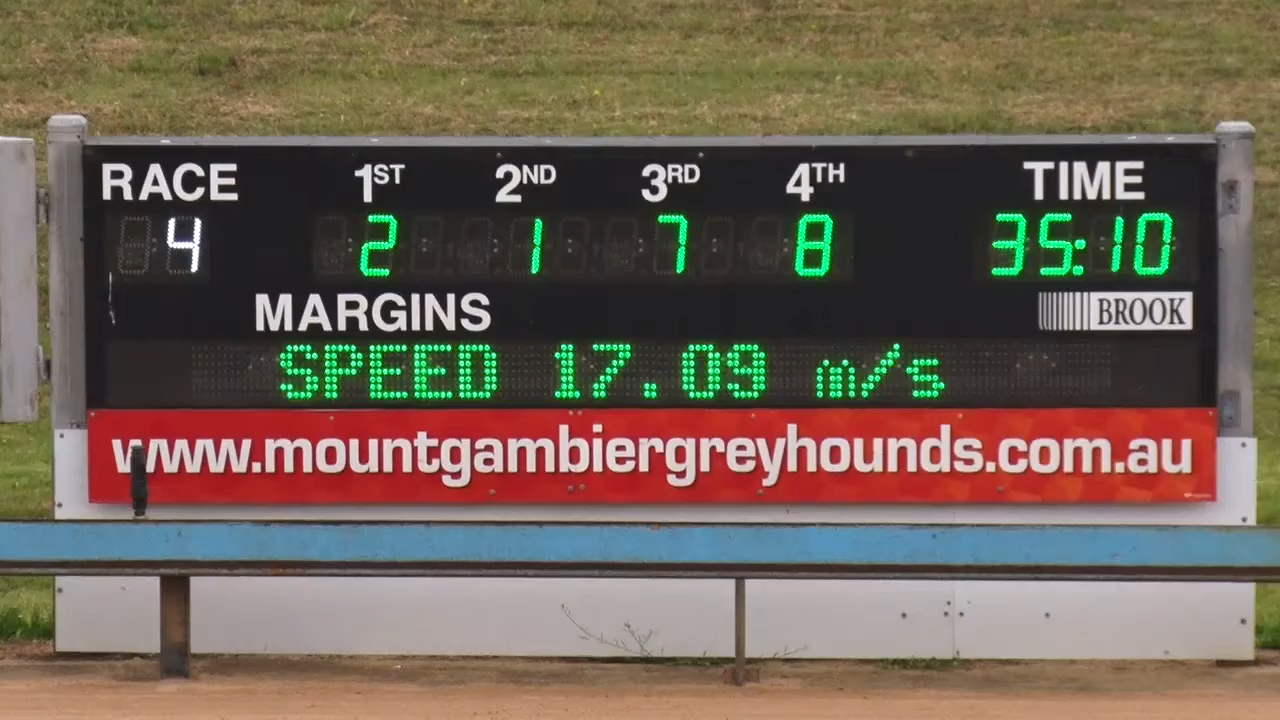 RACE 1ST 2ND 3RD 4TH TIME
4 2 1 7 8 35:10
MARGINS BROOK
SPEED 17.09 m/s
www.mountgambiergreyhounds.com.au